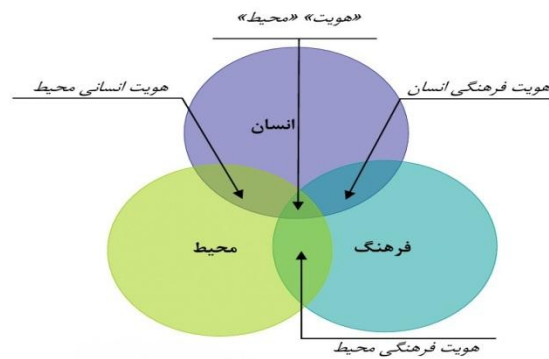 «هویت» «محیط»
هویت فرهنگی انسان
هویت انسانی محیط
انسان
فرهنگ
محیط
هویت فرهنگی محیط